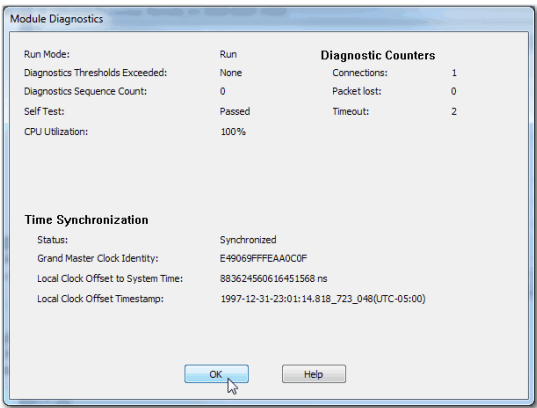 Module Diagnostics
Run Mode: Run
Diagnostics Thresholds Exceeded: None
Diagnostics Sequence Count: 0
Self Test: Passed
CPU Utilization: 100%
Diagnostic Counters
Connections: 1
Packet lost: 0
Timeout: 2
Time Synchronization
Status: Synchronized
Grand Master Clock Identity: E49069FFFEAA0C0F
Local Clock Offset to System Time: 883624560616451568 ns
Local Clock Offset Timestamp: 1997-12-31-23:01:14.818_723_048(UTC-05:00)
OK
Help